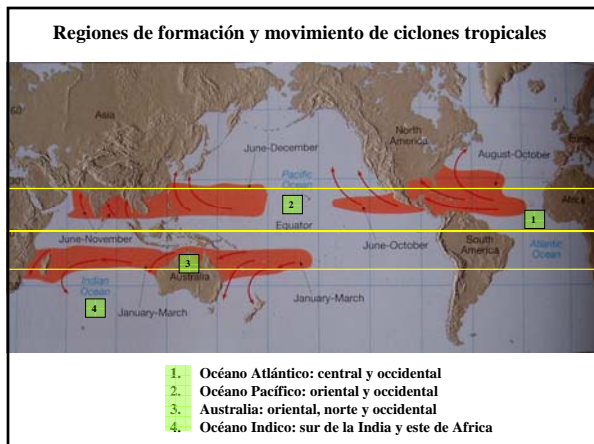 Regiones de formación y movimiento de ciclones tropicales
60
Asia
North
America
Europe
August-October
June-December
Pacific
Ocean
30
2
Africa
1
Equator
June-November
June-October
South
America
Atlantic
Ocean
3
Australia
Indian
Ocean
4
January-March
January-March
1. Océano Atlántico: central y occidental
2. Océano Pacífico: oriental y occidental
3. Australia: oriental, norte y occidental
4. Océano Indico: sur de la India y este de Africa